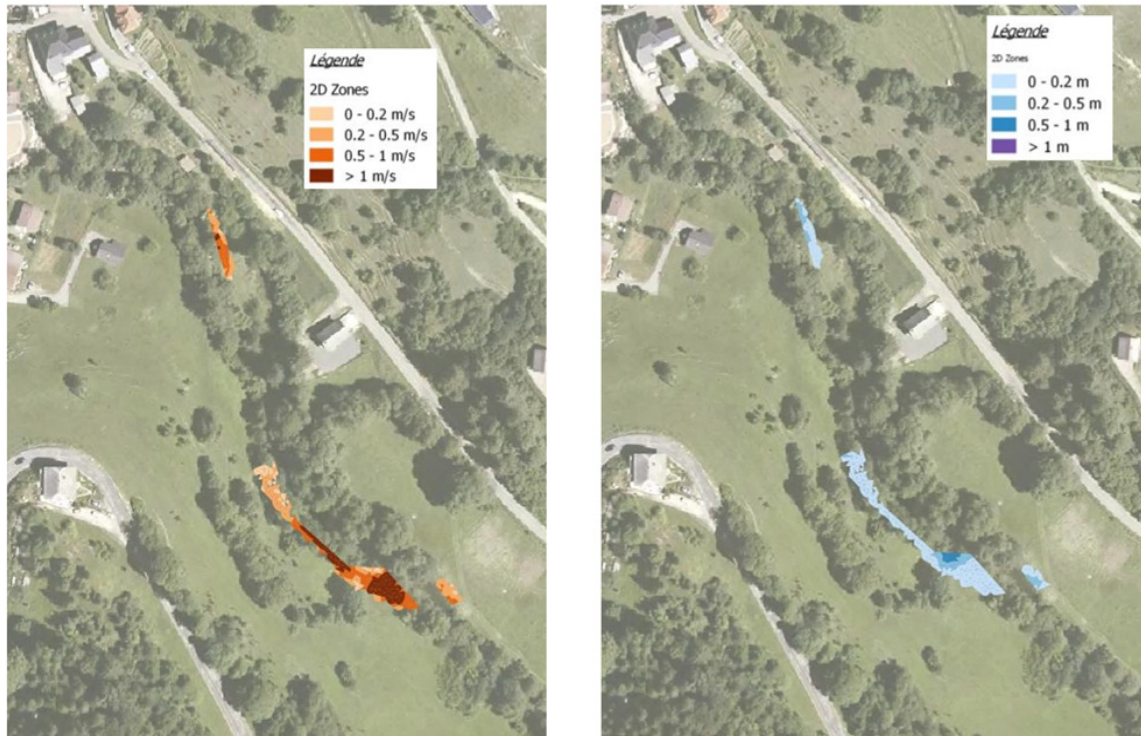 Légende
2D Zones
0 - 0.2 m/s
0.2 - 0.5 m/s
0.5 - 1 m/s
> 1 m/s
Légende
2D Zones
0 - 0.2 m
0.2 - 0.5 m
0.5 - 1 m
> 1 m